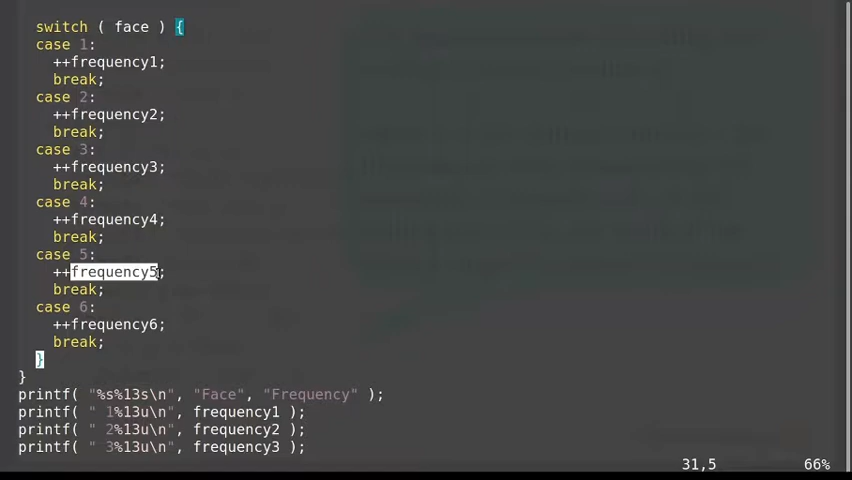 switch ( face ) {
case 1:
++frequency1;
break;
case 2:
++frequency2;
break;
case 3:
++frequency3;
break;
case 4:
++frequency4;
break;
case 5:
++frequency5;
break;
case 6:
++frequency6;
break;
}
}
printf( "%s%13s\n", "Face", "Frequency" );
printf( " 1%13u\n", frequency1 );
printf( " 2%13u\n", frequency2 );
printf( " 3%13u\n", frequency3 );
31,5 66%